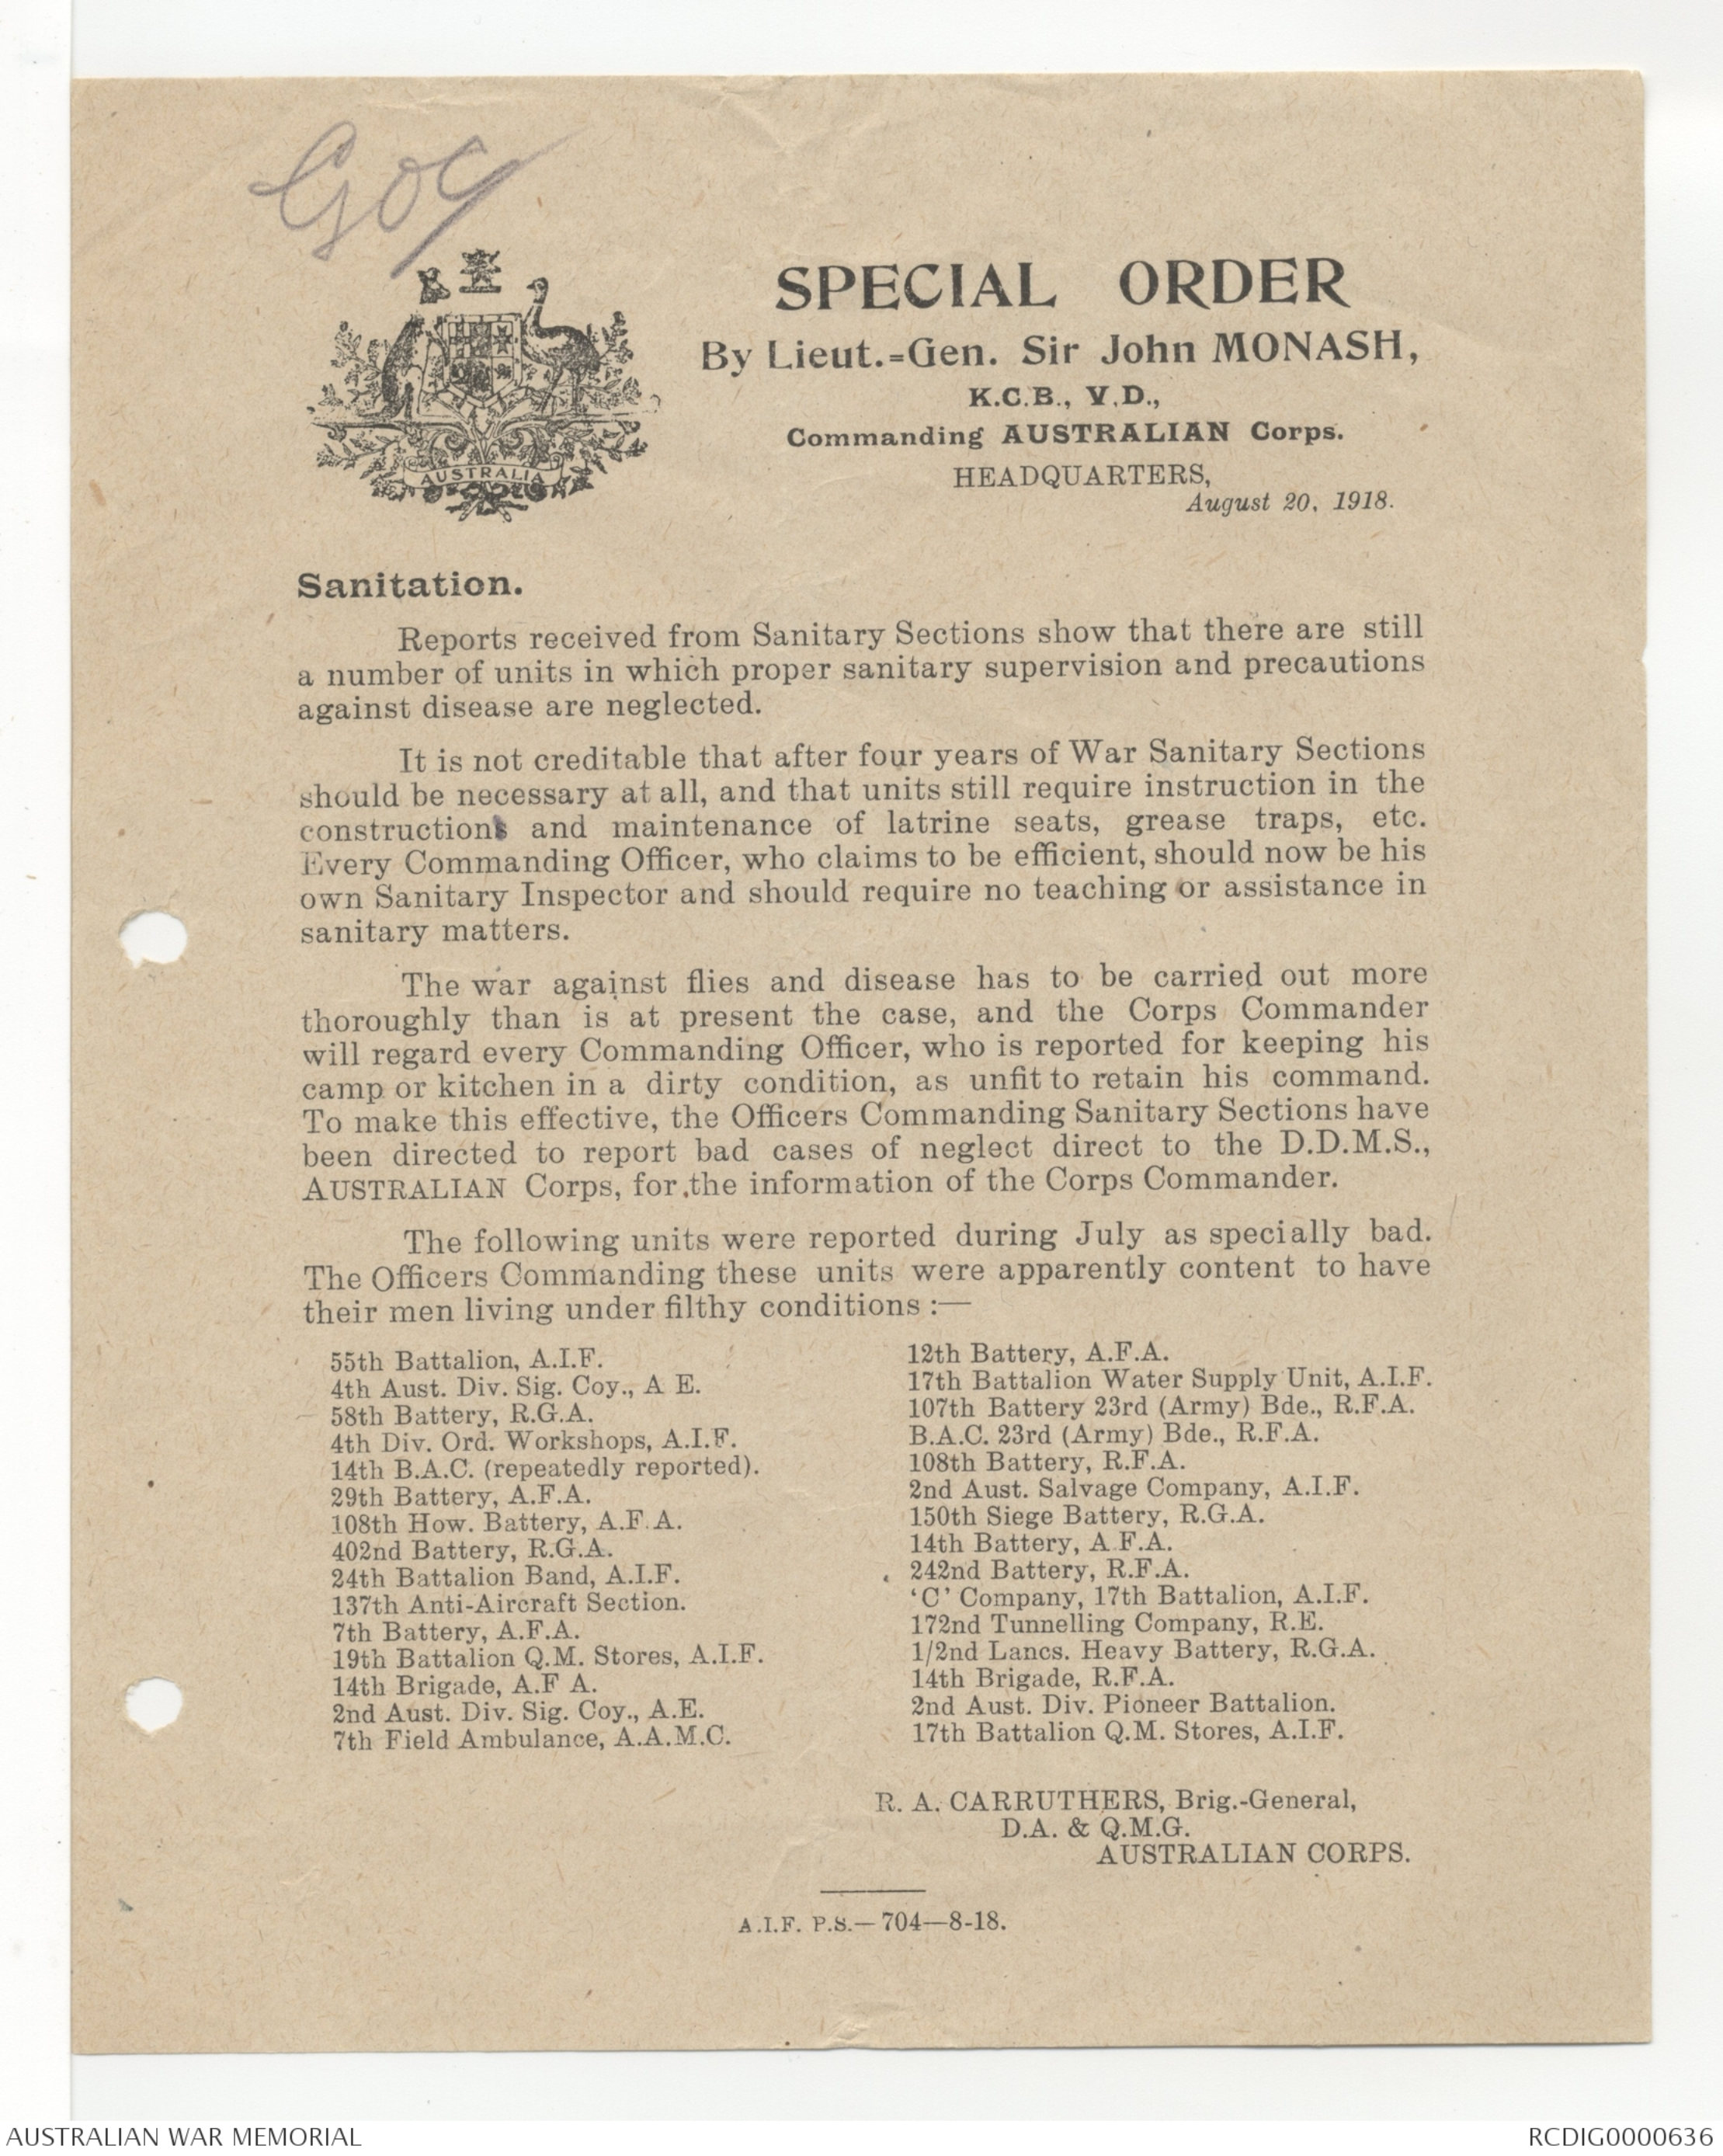 GOC
SPECIAL ORDER
By Lieut.=Gen. Sir John MONASH,
K.C.B., V.D.,
Commanding AUSTRALIAN Corps.
HEADQUARTERS,
August 20, 1918.
AUSTRALIA
Sanitation.
Reports received from Sanitary Sections show that there are still
a number of units in which proper sanitary supervision and precautions
against disease are neglected.
It is not creditable that after four years of War Sanitary Sections
should be necessary at all, and that units still require instruction in the
constructions and maintenance of latrine seats, grease traps, etc.
Every Commanding Officer, who claims to be efficient, should now be his
own Sanitary Inspector and should require no teaching or assistance in
sanitary matters.
The war against flies and disease has to be carried out more
thoroughly than is at present the case, and the Corps Commander
will regard every Commanding Officer, who is reported for keeping his
camp or kitchen in a dirty condition, as unfit to retain his command.
To make this effective, the Officers Commanding Sanitary Sections have
been directed to report bad cases of neglect direct to the D.D.M.S.,
AUSTRALIAN Corps, for the information of the Corps Commander.
The following units were reported during July as specially bad.
The Officers Commanding these units were apparently content to have
their men living under filthy conditions :—
55th Battalion, A.I.F.
4th Aust. Div. Sig. Coy., A E.
58th Battery, R.G.A.
4th Div. Ord. Workshops, A.I.F.
14th B.A.C. (repeatedly reported).
29th Battery, A.F.A.
108th How. Battery, A.F.A.
402nd Battery, R.G.A.
24th Battalion Band, A.I.F.
137th Anti-Aircraft Section.
7th Battery, A.F.A.
19th Battalion Q.M. Stores, A.I.F.
14th Brigade, A.F A.
2nd Aust. Div. Sig. Coy., A.E.
7th Field Ambulance, A.A.M.C.
12th Battery, A.F.A.
17th Battalion Water Supply Unit, A.I.F.
107th Battery 23rd (Army) Bde., R.F.A.
B.A.C. 23rd (Army) Bde., R.F.A.
108th Battery, R.F.A.
2nd Aust. Salvage Company, A.I.F.
150th Siege Battery, R.G.A.
14th Battery, A.F.A.
242nd Battery, R.F.A.
‘C’ Company, 17th Battalion, A.I.F.
172nd Tunnelling Company, R.E.
1/2nd Lancs. Heavy Battery, R.G.A.
14th Brigade, R.F.A.
2nd Aust. Div. Pioneer Battalion.
17th Battalion Q.M. Stores, A.I.F.
R. A. CARRUTHERS, Brig.-General,
D.A. & Q.M.G.
AUSTRALIAN CORPS.
A.I.F. P.S.—704—8-18.
AUSTRALIAN WAR MEMORIAL
RCDIG0000636